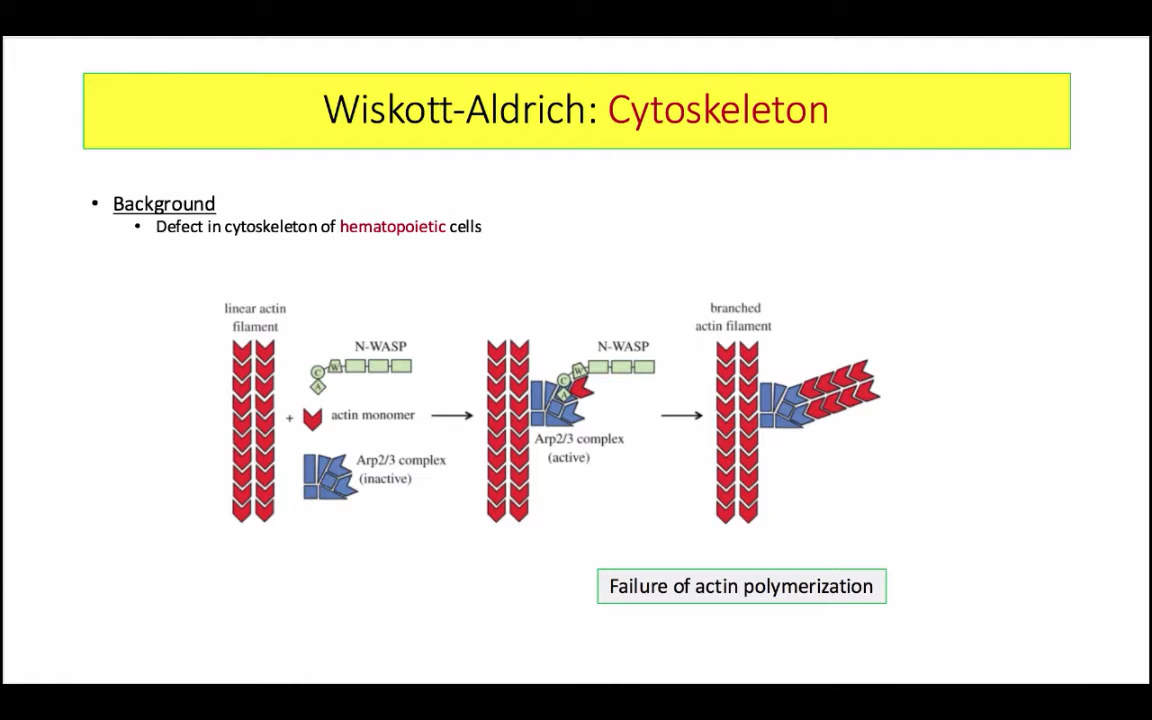 Wiskott-Aldrich: Cytoskeleton
• Background
• Defect in cytoskeleton of hematopoietic cells
linear actin
filament
N-WASP
C W
A
+
actin monomer
Arp2/3 complex
(inactive)
N-WASP
C W
A
Arp2/3 complex
(active)
branched
actin filament
Failure of actin polymerization